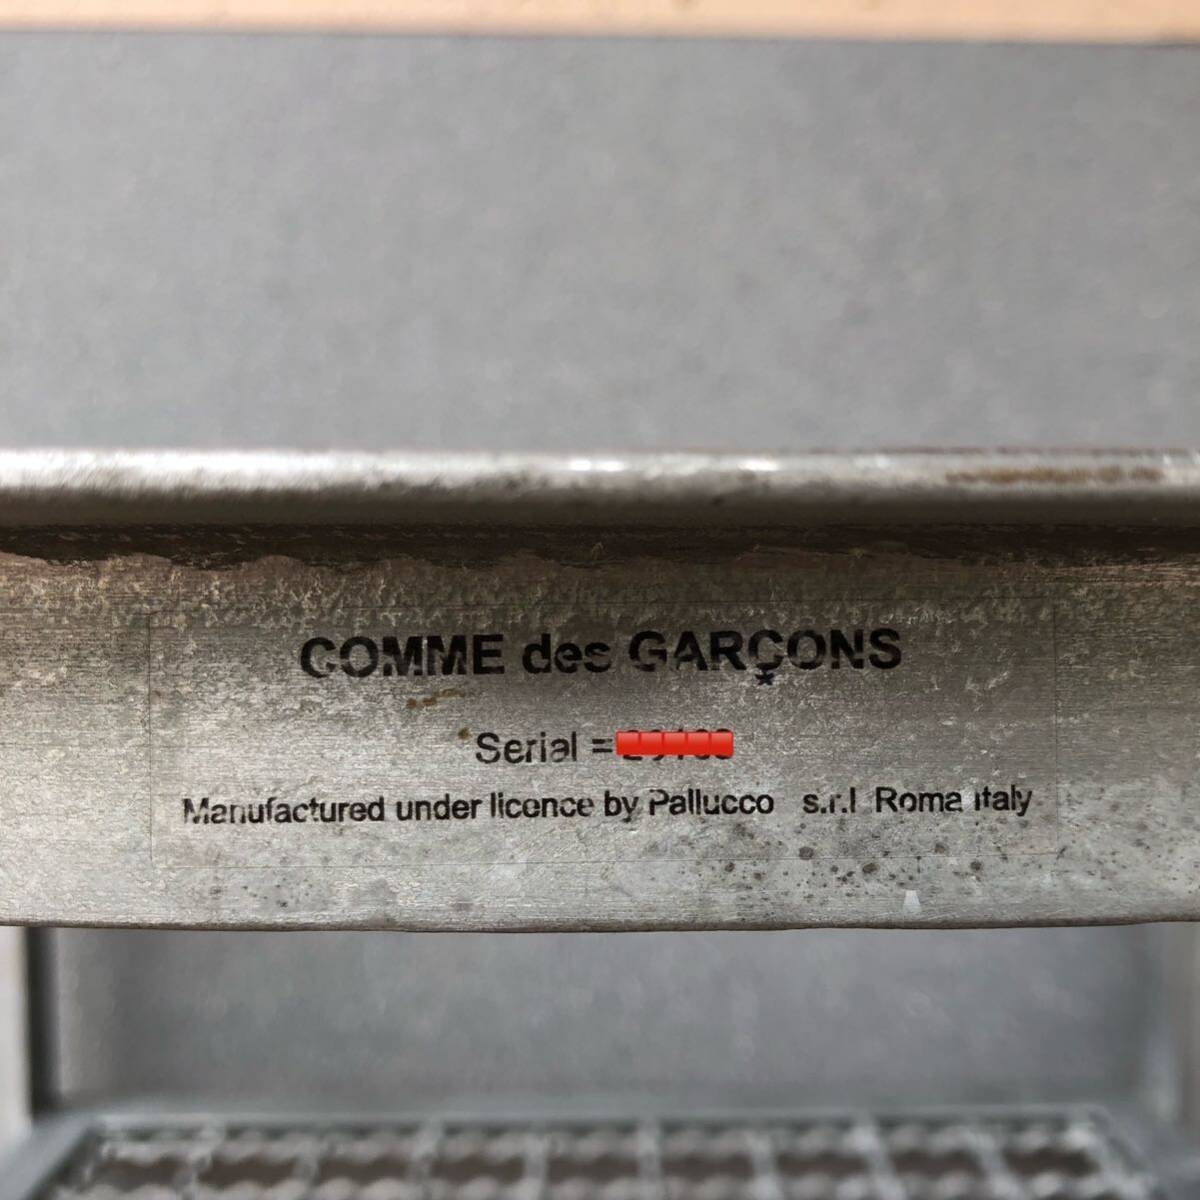 COMME des GARÇONS
*
Serial =
Manufactured under licence by Pallucco s.r.l Roma Italy